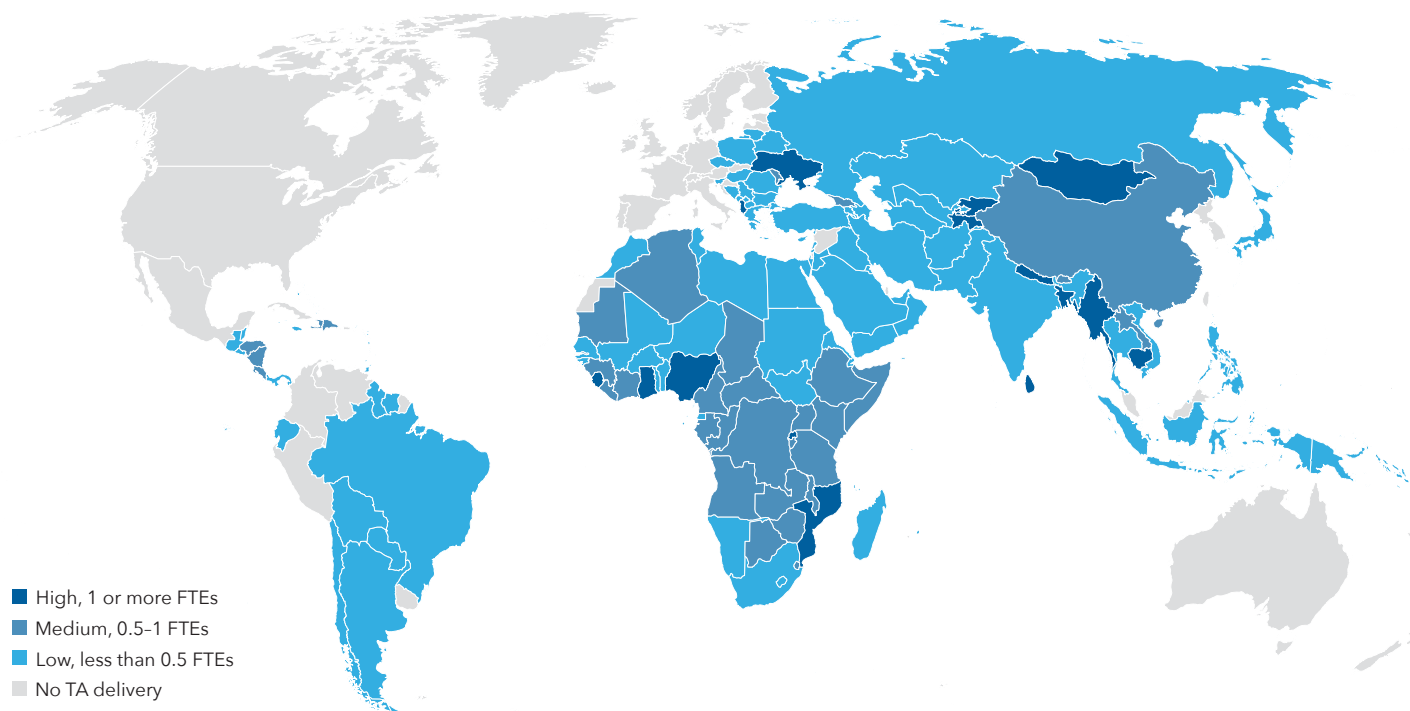 High, 1 or more FTEs
Medium, 0.5–1 FTEs
Low, less than 0.5 FTEs
No TA delivery